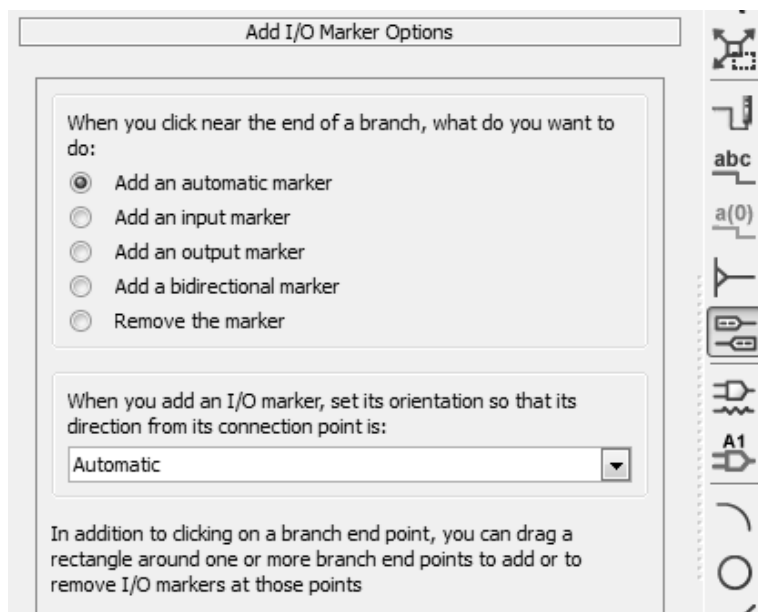 Add I/O Marker Options
When you click near the end of a branch, what do you want to
do:
Add an automatic marker
Add an input marker
Add an output marker
Add a bidirectional marker
Remove the marker
When you add an I/O marker, set its orientation so that its
direction from its connection point is:
Automatic
In addition to clicking on a branch end point, you can drag a
rectangle around one or more branch end points to add or to
remove I/O markers at those points
abc
a(0)
A1